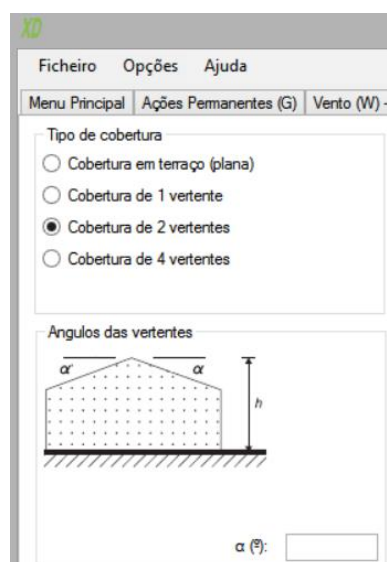 XD
Ficheiro Opções Ajuda
Menu Principal Ações Permanentes (G) Vento (W) -
Tipo de cobertura
Cobertura em terraço (plana)
Cobertura de 1 vertente
Cobertura de 2 vertentes
Cobertura de 4 vertentes
Angulos das vertentes
α α
h
α (º):